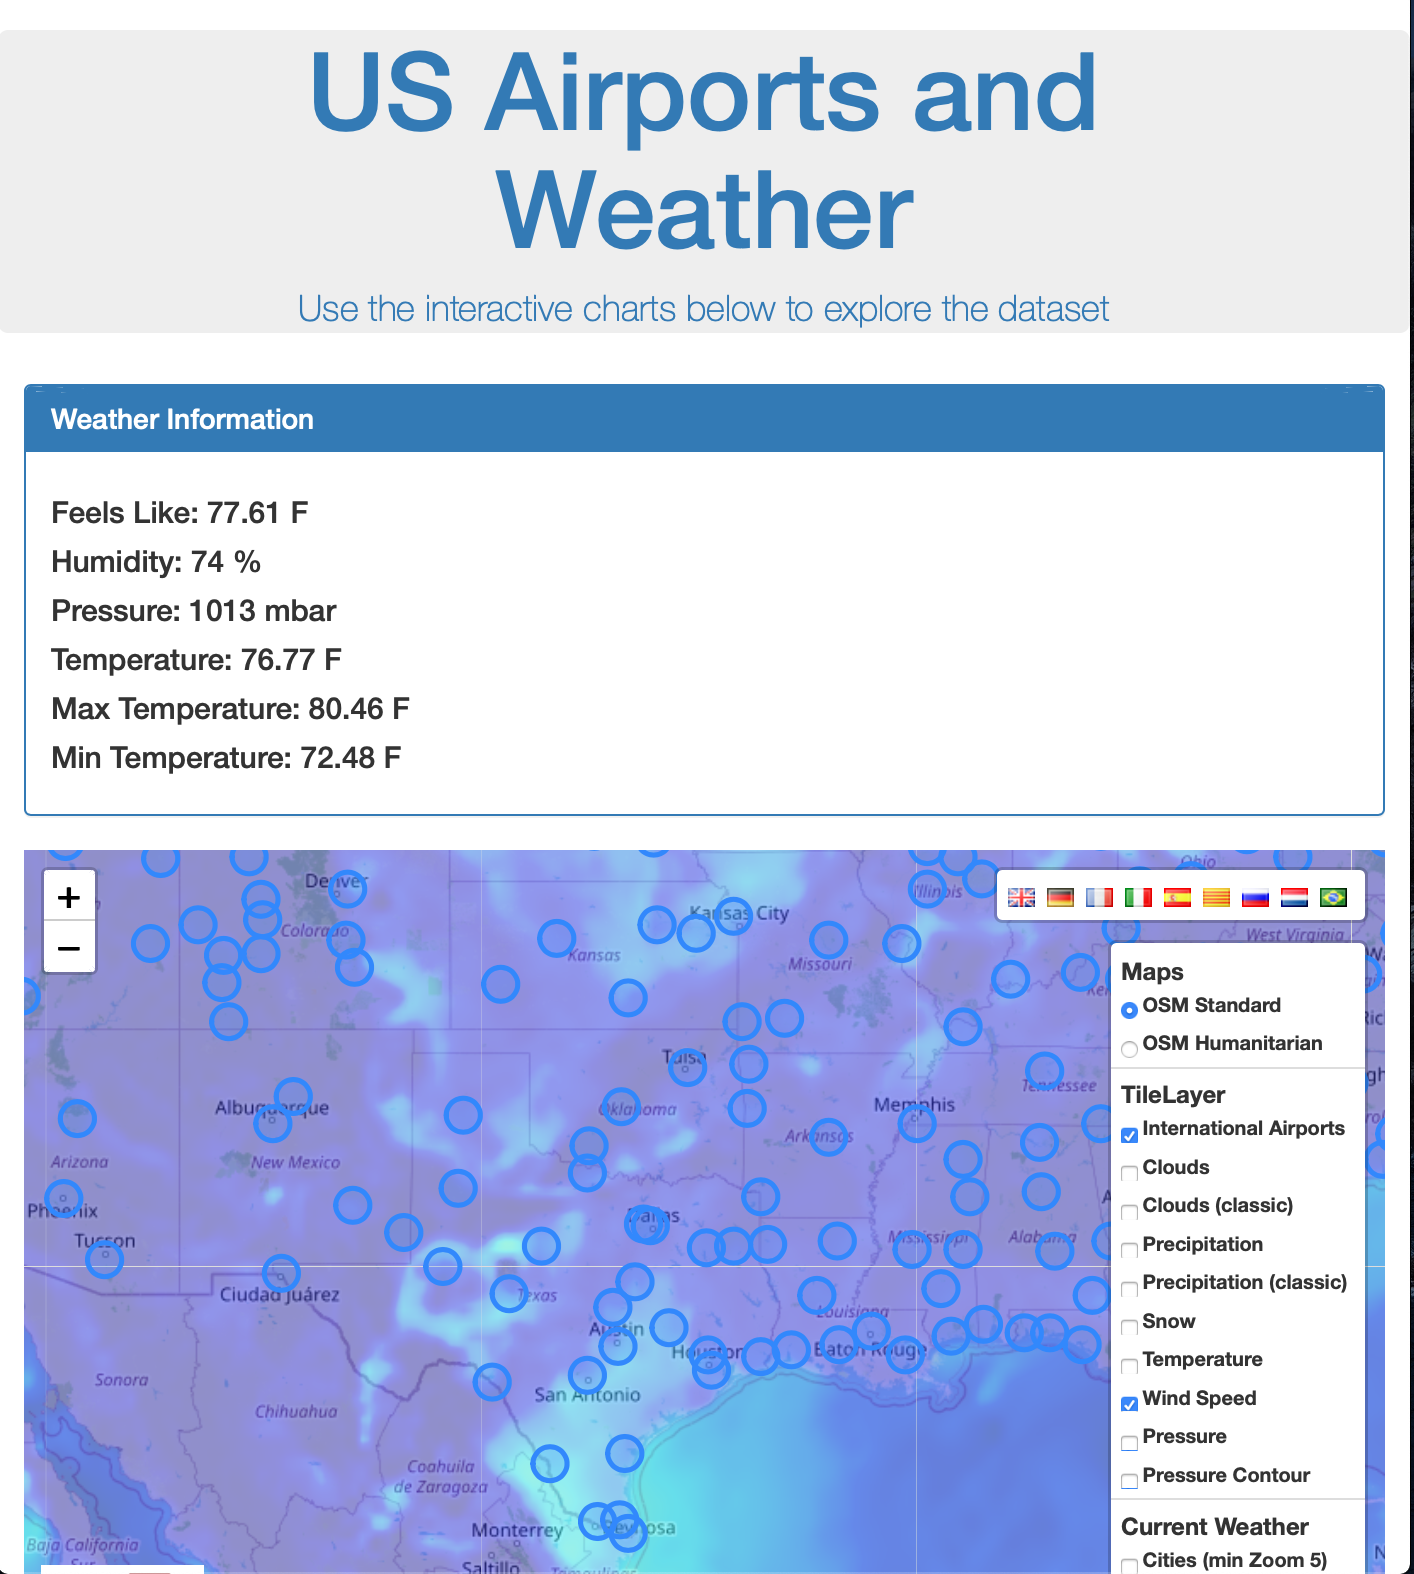 US Airports and
Weather
Use the interactive charts below to explore the dataset
Weather Information
Feels Like: 77.61 F
Humidity: 74 %
Pressure: 1013 mbar
Temperature: 76.77 F
Max Temperature: 80.46 F
Min Temperature: 72.48 F
+
−
Denver
Colorado
Kansas City
Kansas
Missouri
Illinois
Ohio
West Virginia
Maps
OSM Standard
OSM Humanitarian
TileLayer
International Airports
Clouds
Clouds (classic)
Precipitation
Precipitation (classic)
Snow
Temperature
Wind Speed
Pressure
Pressure Contour
Current Weather
Cities (min Zoom 5)
Tulsa
Tennessee
Albuquerque
Oklahoma
Memphis
Arkansas
Arizona
New Mexico
Phoenix
Dallas
Tucson
Mississippi
Alabama
Ciudad Juárez
Texas
Louisiana
Austin
Houston
Baton Rouge
Sonora
San Antonio
Chihuahua
Coahuila
de Zaragoza
Monterrey
Reynosa
Baja California
Sur
Saltillo
Tamaulipas